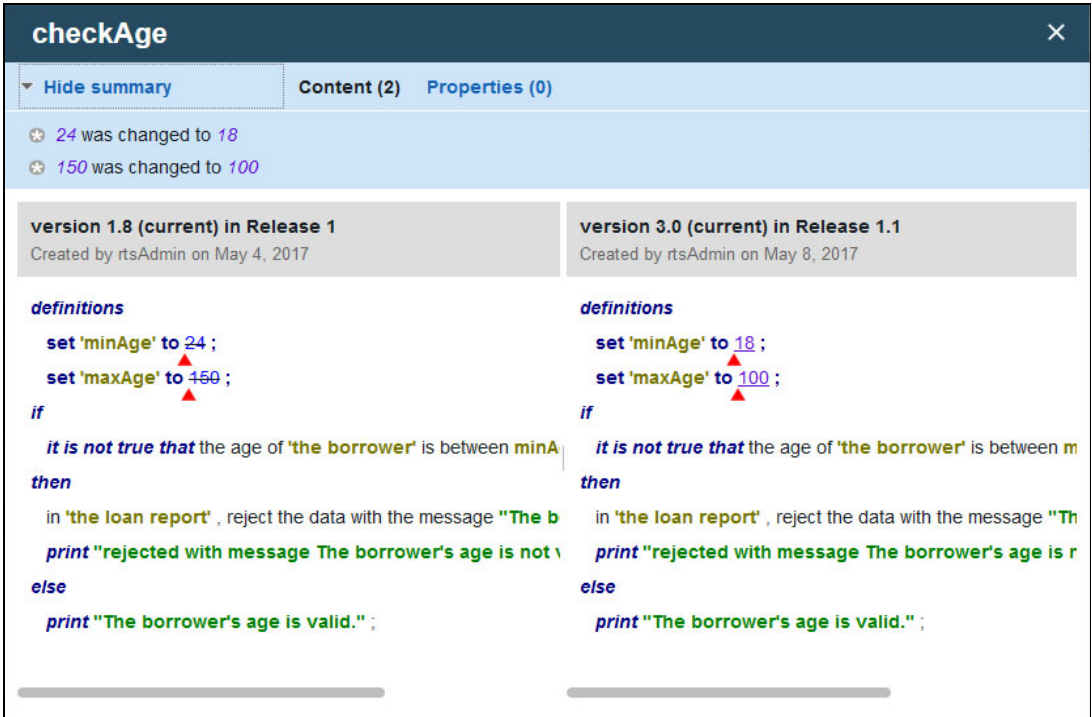 checkAge
Hide summary Content (2) Properties (0)
24 was changed to 18
150 was changed to 100
version 1.8 (current) in Release 1
Created by rtsAdmin on May 4, 2017
definitions
set 'minAge' to 24 ;
set 'maxAge' to 150 ;
if
it is not true that the age of 'the borrower' is between minA
then
in 'the loan report' , reject the data with the message "The b
print "rejected with message The borrower's age is not
else
print "The borrower's age is valid." ;
version 3.0 (current) in Release 1.1
Created by rtsAdmin on May 8, 2017
definitions
set 'minAge' to 18 ;
set 'maxAge' to 100 ;
if
it is not true that the age of 'the borrower' is between m
then
in 'the loan report' , reject the data with the message "Th
print "rejected with message The borrower's age is
else
print "The borrower's age is valid." ;